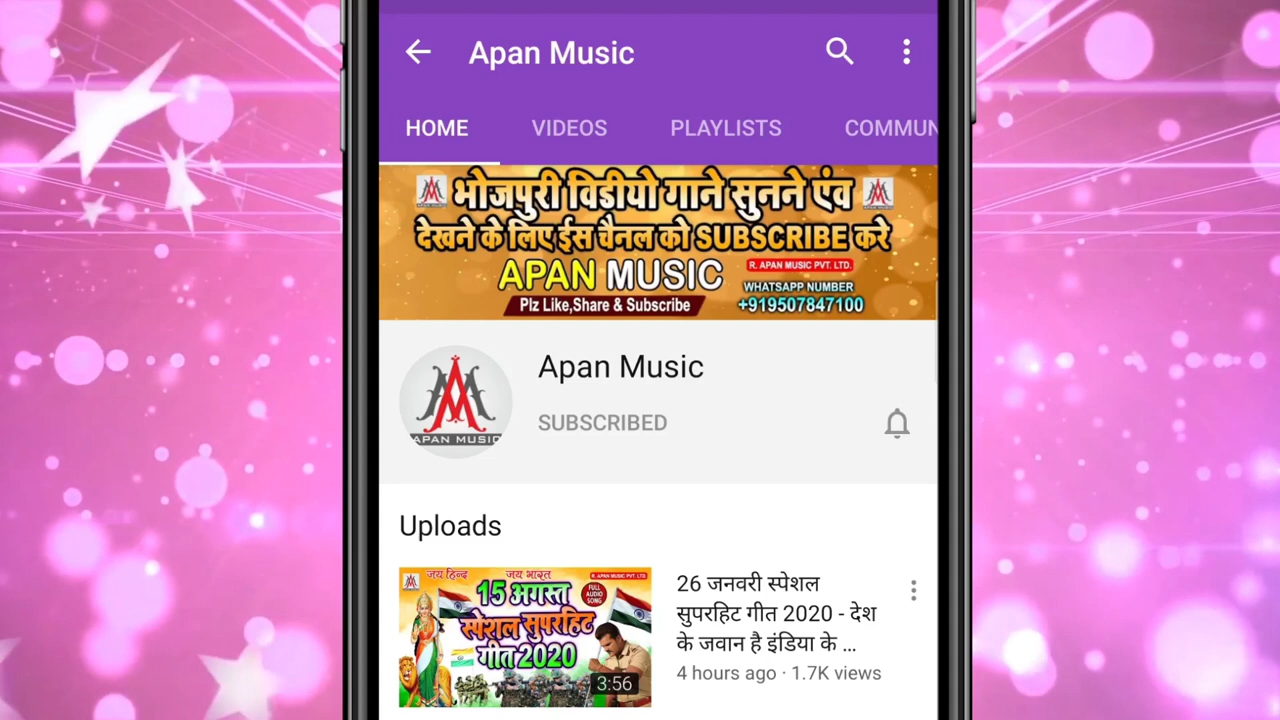 Apan Music
HOME VIDEOS PLAYLISTS COMMUN
भोजपुरी विडीयो गाने सुनने एंव
देखने के लिए ईस चैनल को SUBSCRIBE करे
APAN MUSIC
R. APAN MUSIC PVT. LTD.
Plz Like,Share & Subscribe
WHATSAPP NUMBER
+919507847100
Apan Music
SUBSCRIBED
APAN MUSIC
Uploads
जय हिन्द जय भारत
R. APAN MUSIC PVT. LTD
15 अगस्त
FULL
AUDIO
SONG
स्पेशल सुपरहिट
गीत 2020
3:56
26 जनवरी स्पेशल
सुपरहिट गीत 2020 - देश
के जवान है इंडिया के ...
4 hours ago · 1.7K views